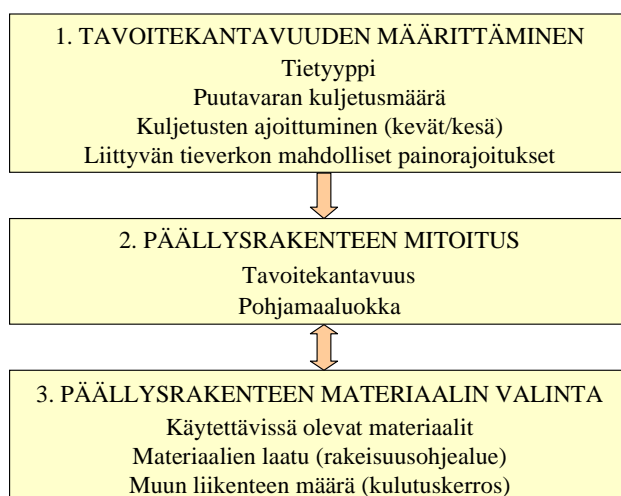 1. TAVOITEKANTAVUUDEN MÄÄRITTÄMINEN
Tietyyppi
Puutavaran kuljetusmäärä
Kuljetusten ajoittuminen (kevät/kesä)
Liittyvän tieverkon mahdolliset painorajoitukset
2. PÄÄLLYSRAKENTEEN MITOITUS
Tavoitekantavuus
Pohjamaaluokka
3. PÄÄLLYSRAKENTEEN MATERIAALIN VALINTA
Käytettävissä olevat materiaalit
Materiaalien laatu (rakeisuusohjealue)
Muun liikenteen määrä (kulutuskerros)